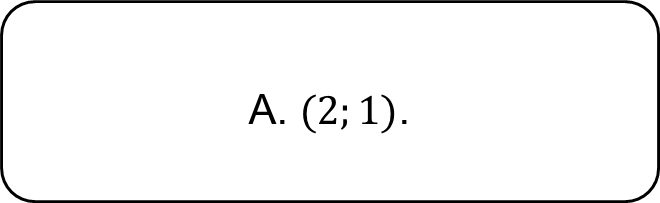 A. (2; 1).